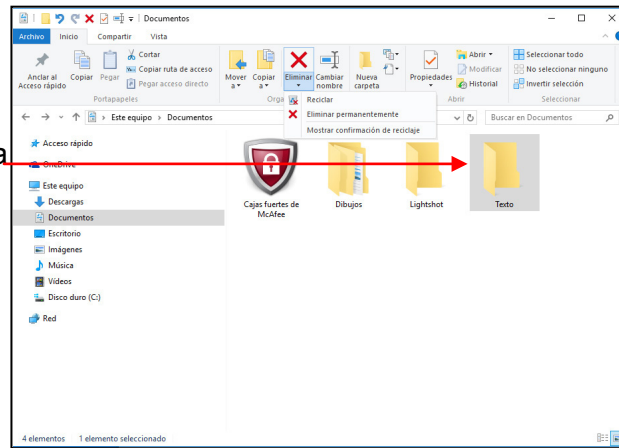 Documentos
Archivo Inicio Compartir Vista
Anclar al Acceso rápido
Copiar
Pegar
Cortar
Copiar ruta de acceso
Pegar acceso directo
Portapapeles
Mover a
Copiar a
Eliminar
Cambiar nombre
Orga
Nueva carpeta
Propiedades
Abrir
Modificar
Historial
Abrir
Seleccionar todo
No seleccionar ninguno
Invertir selección
Seleccionar
Reciclar
Eliminar permanentemente
Mostrar confirmación de reciclaje
Este equipo > Documentos
Buscar en Documentos
a
Acceso rápido
OneDrive
Este equipo
Descargas
Documentos
Escritorio
Imágenes
Música
Vídeos
Disco duro (C:)
Red
Cajas fuertes de
McAfee
Dibujos
Lightshot
Texto
4 elementos 1 elemento seleccionado